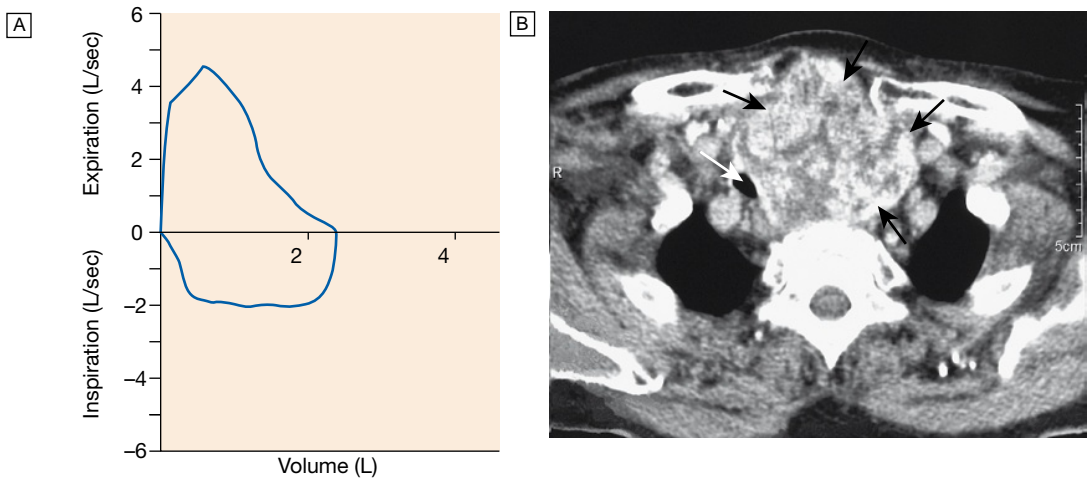 A
Expiration (L/sec)
Inspiration (L/sec)
6
4
2
0
−2
−4
−6
2
4
Volume (L)
B
R
5cm